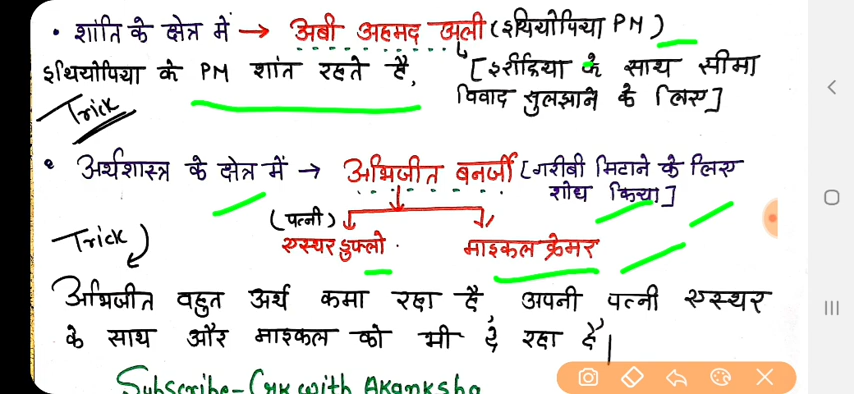 • शांति के क्षेत्र में → अबी अहमद अली (इथियोपिया PM)
इथियोपिया के PM शांत रहते है, [इरीट्रिया के साथ सीमा
विवाद सुलझाने के लिए]
Trick
• अर्थशास्त्र के क्षेत्र में → अभिजीत बनर्जी [गरीबी मिटाने के लिए
शोध किया]
(पत्नी)
Trick) एस्थर डुफ्लो माइकल क्रेमर
अभिजीत बहुत अर्थ कमा रहा है, अपनी पत्नी एस्थर
के साथ और माइकल को भी दे रहा है।
Subscribe-Crk with Akanksha